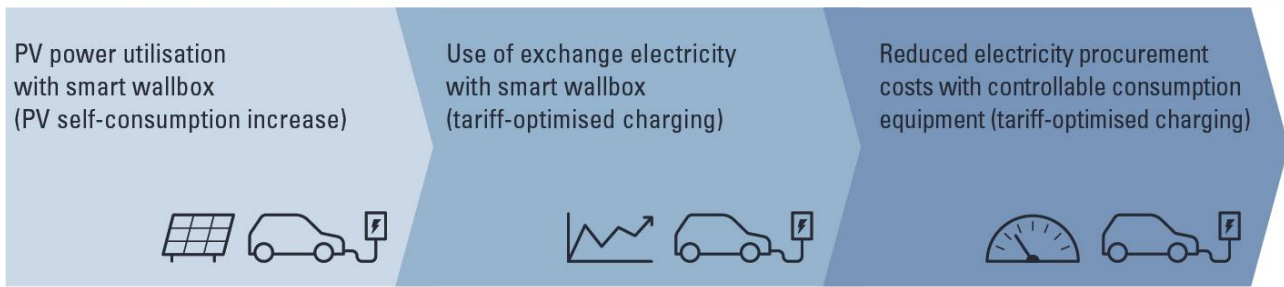 PV power utilisation
with smart wallbox
(PV self-consumption increase)
Use of exchange electricity
with smart wallbox
(tariff-optimised charging)
Reduced electricity procurement
costs with controllable consumption
equipment (tariff-optimised charging)